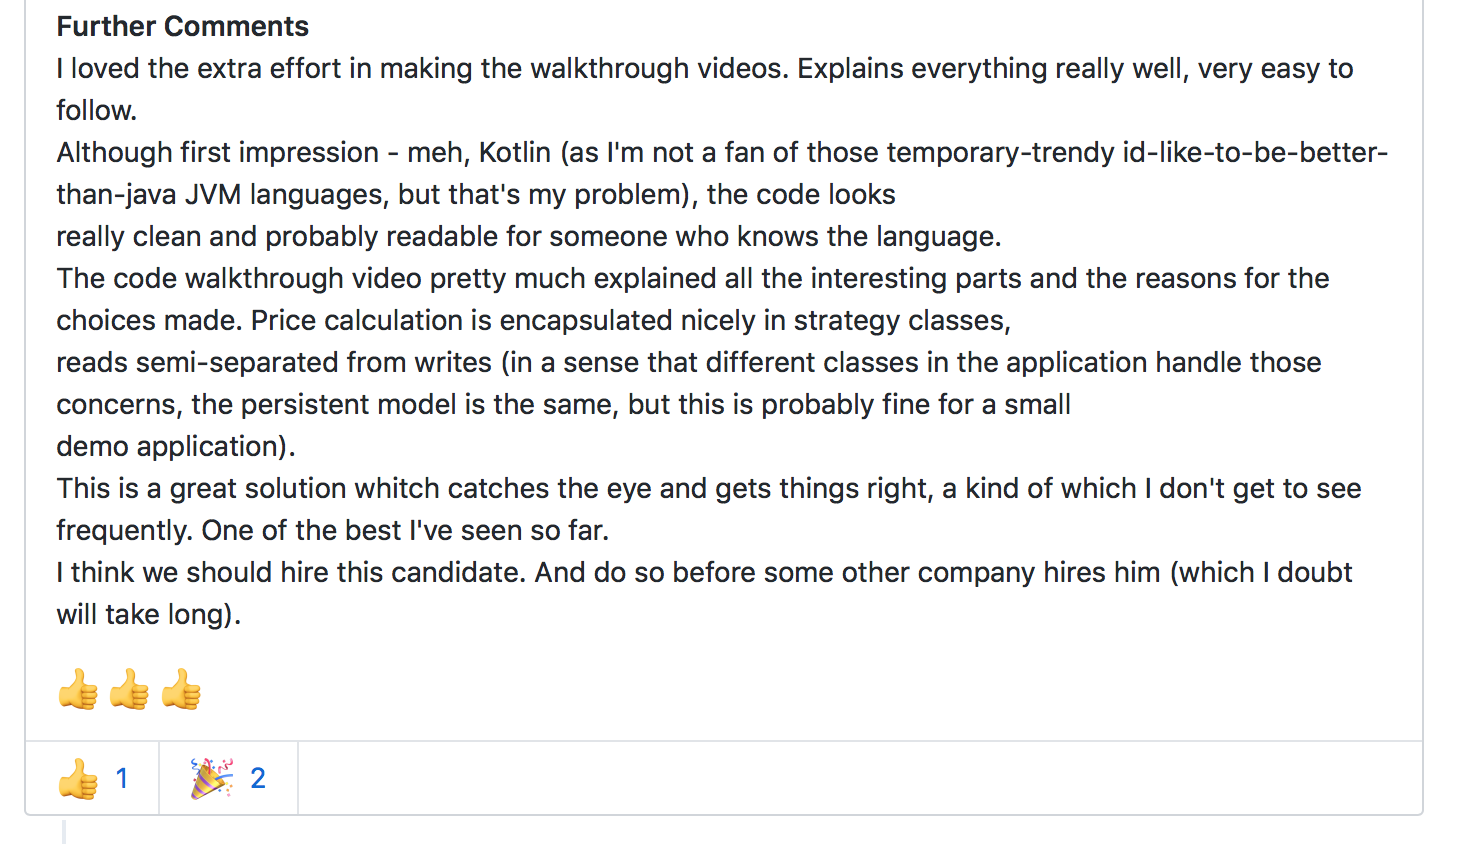 Further Comments
I loved the extra effort in making the walkthrough videos. Explains everything really well, very easy to
follow.
Although first impression - meh, Kotlin (as I'm not a fan of those temporary-trendy id-like-to-be-better-
than-java JVM languages, but that's my problem), the code looks
really clean and probably readable for someone who knows the language.
The code walkthrough video pretty much explained all the interesting parts and the reasons for the
choices made. Price calculation is encapsulated nicely in strategy classes,
reads semi-separated from writes (in a sense that different classes in the application handle those
concerns, the persistent model is the same, but this is probably fine for a small
demo application).
This is a great solution whitch catches the eye and gets things right, a kind of which I don't get to see
frequently. One of the best I've seen so far.
I think we should hire this candidate. And do so before some other company hires him (which I doubt
will take long).
👍👍👍
👍 1 🎉 2